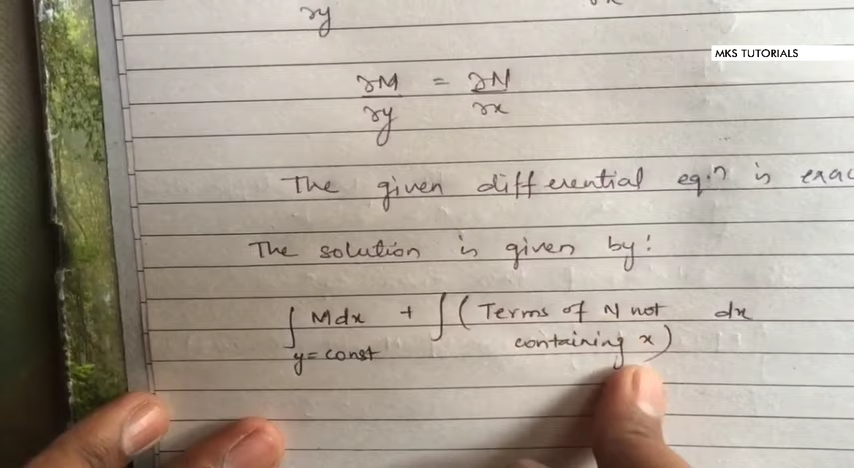 ∂y
MKS TUTORIALS
∂M/∂y = ∂N/∂x
The given differential eq.n is exac
The solution is given by:
∫ Mdx + ∫ ( Terms of N not dx
y = const containing x )